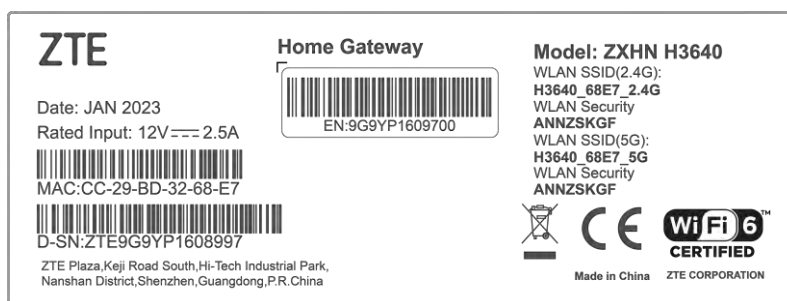 ZTE
Date: JAN 2023
Rated Input: 12V⎓2.5A
MAC:CC-29-BD-32-68-E7
D-SN:ZTE9G9YP1608997
ZTE Plaza,Keji Road South,Hi-Tech Industrial Park,
Nanshan District,Shenzhen,Guangdong,P.R.China
Home Gateway
EN:9G9YP1609700
Model: ZXHN H3640
WLAN SSID(2.4G):
H3640_68E7_2.4G
WLAN Security
ANNZSKGF
WLAN SSID(5G):
H3640_68E7_5G
WLAN Security
ANNZSKGF
CE
Wi Fi 6™
CERTIFIED
Made in China
ZTE CORPORATION